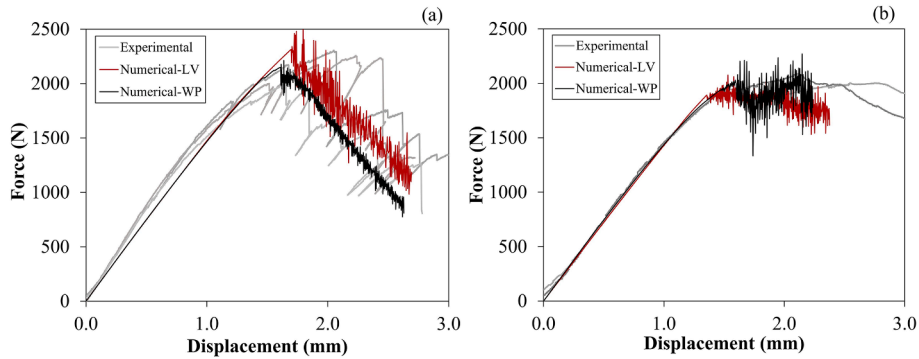 (a)
2500
2000
1500
1000
500
0
Force (N)
Experimental
Numerical-LV
Numerical-WP
0.0 1.0 2.0 3.0
Displacement (mm)
(b)
2500
2000
1500
1000
500
0
Force (N)
Experimental
Numerical-LV
Numerical-WP
0.0 1.0 2.0 3.0
Displacement (mm)